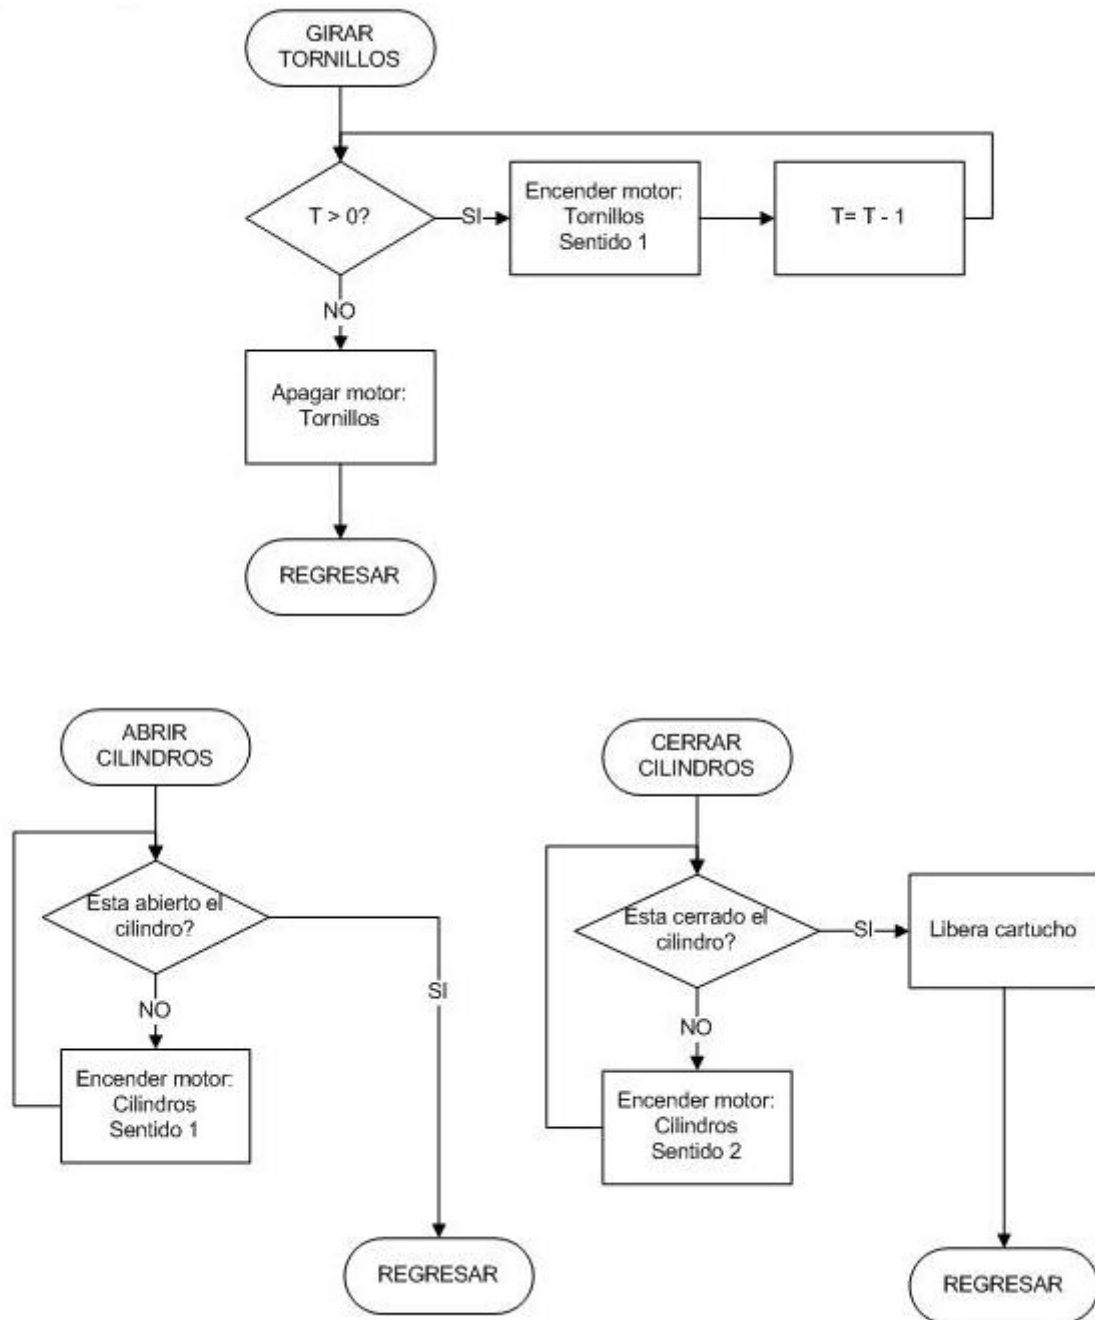 GIRAR
TORNILLOS
T > 0?
SI
Encender motor:
Tornillos
Sentido 1
T= T - 1
NO
Apagar motor:
Tornillos
REGRESAR
ABRIR
CILINDROS
Esta abierto el
cilindro?
SI
NO
Encender motor:
Cilindros
Sentido 1
REGRESAR
CERRAR
CILINDROS
Esta cerrado el
cilindro?
SI
Libera cartucho
NO
Encender motor:
Cilindros
Sentido 2
REGRESAR